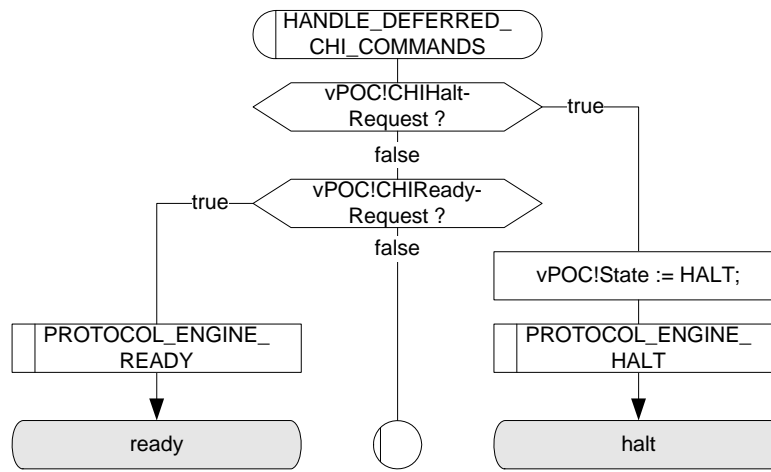 HANDLE_DEFERRED_
CHI_COMMANDS
vPOC!CHIHalt-
Request ?
true
false
vPOC!CHIReady-
Request ?
true
false
vPOC!State := HALT;
PROTOCOL_ENGINE_
READY
PROTOCOL_ENGINE_
HALT
ready
halt